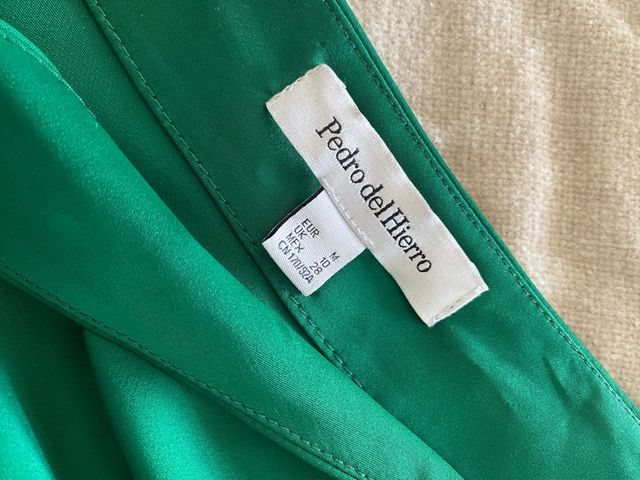 Pedro del Hierro
EUR M
UK 10
MEX 28
CN 170/92A